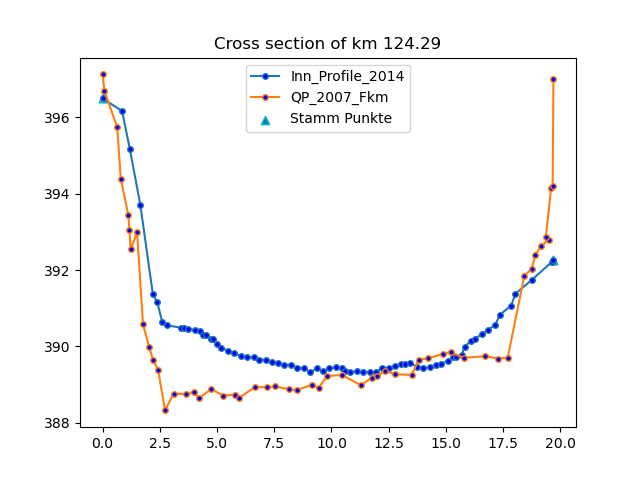 Cross section of km 124.29
Inn_Profile_2014
QP_2007_Fkm
Stamm Punkte
396
394
392
390
388
0.0 2.5 5.0 7.5 10.0 12.5 15.0 17.5 20.0